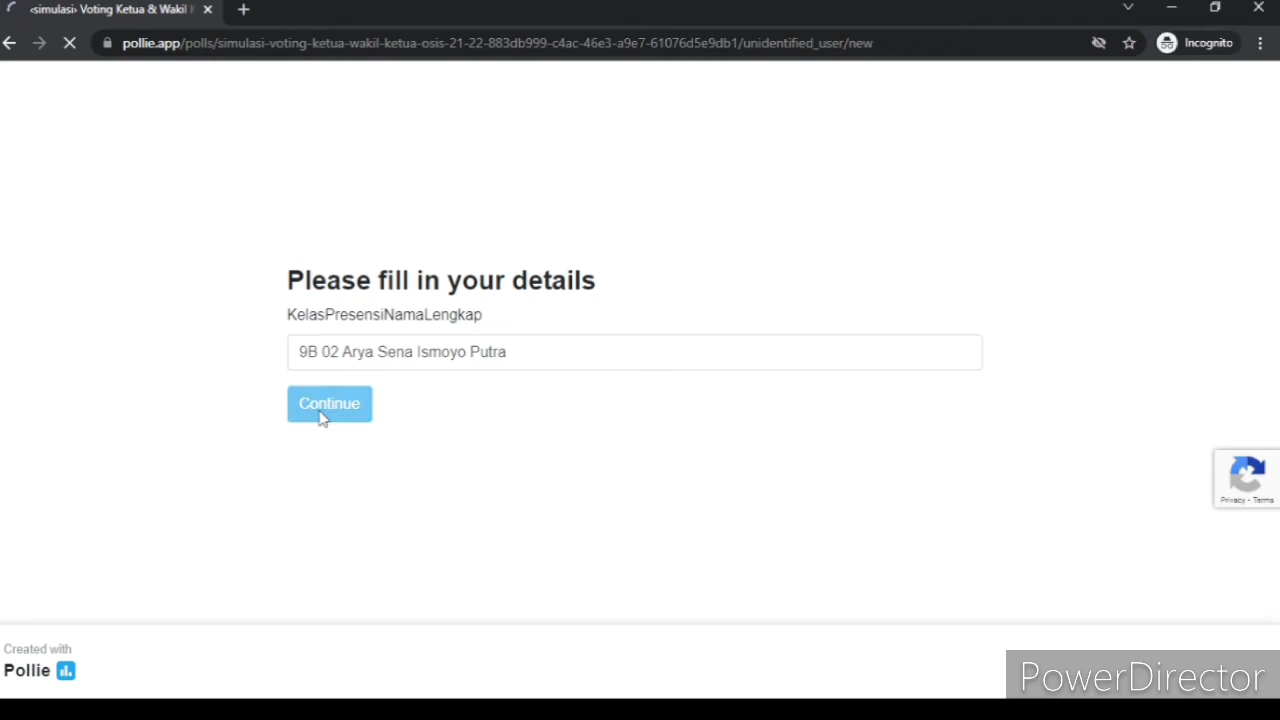 <simulasi> Voting Ketua & Wakil
pollie.app/polls/simulasi-voting-ketua-wakil-ketua-osis-21-22-883db999-c4ac-46e3-a9e7-61076d5e9db1/unidentified_user/new
Incognito
Please fill in your details
KelasPresensiNamaLengkap
9B 02 Arya Sena Ismoyo Putra
Continue
Privacy - Terms
Created with
Pollie
PowerDirector